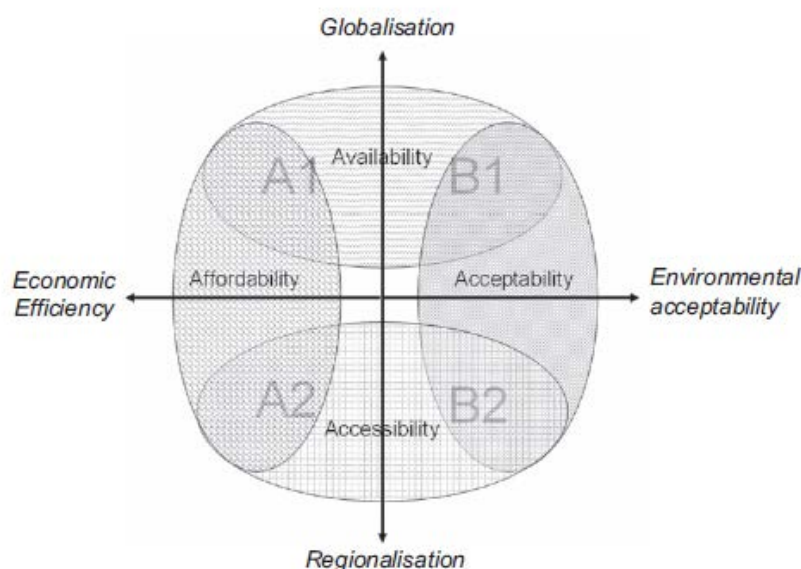 Globalisation
Availability
A1
B1
Economic
Efficiency
Affordability
Acceptability
Environmental
acceptability
A2
B2
Accessibility
Regionalisation